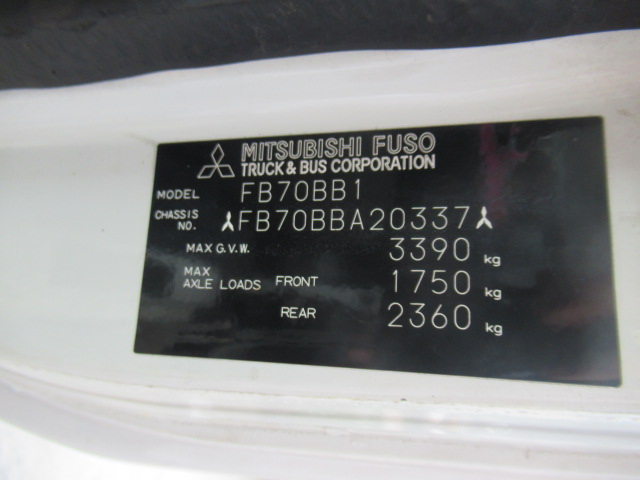 MITSUBISHI FUSO
TRUCK & BUS CORPORATION
MODEL FB70BB1
CHASSIS NO. FB70BBA20337
MAX G.V.W. 3390 kg
MAX AXLE LOADS FRONT 1750 kg
REAR 2360 kg